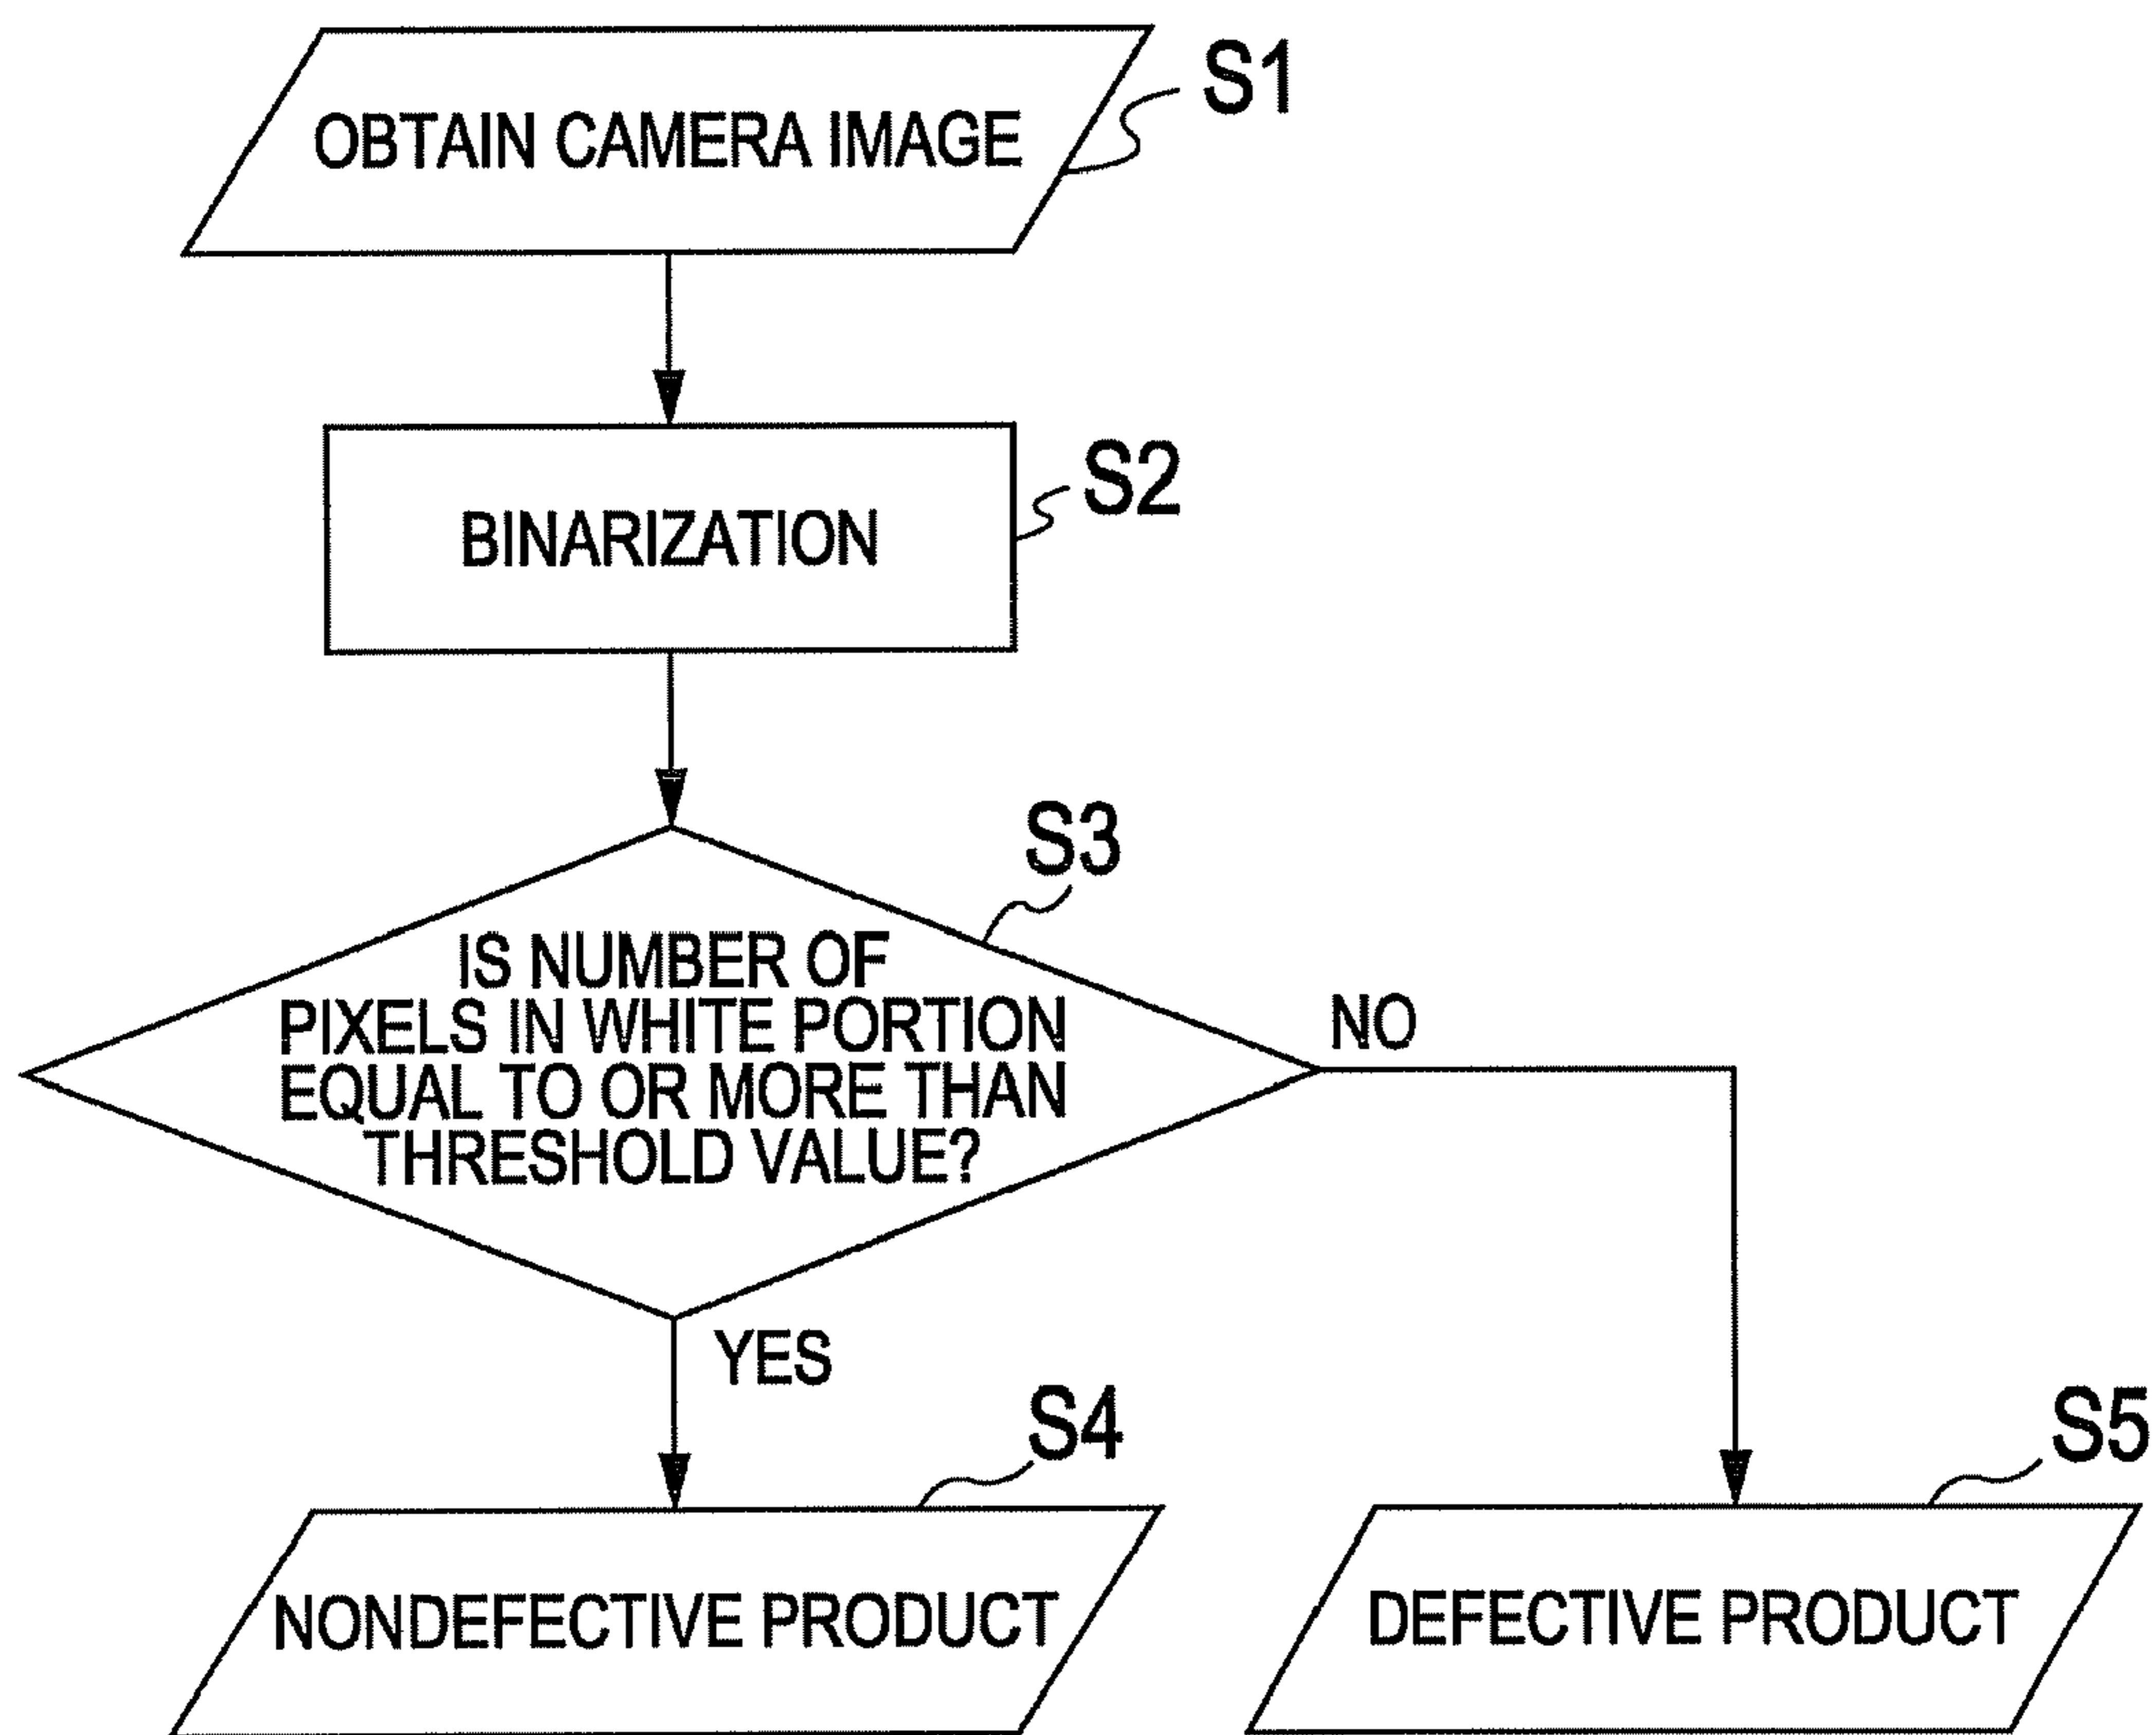 OBTAIN CAMERA IMAGE
S1
BINARIZATION
S2
S3
IS NUMBER OF
PIXELS IN WHITE PORTION
EQUAL TO OR MORE THAN
THRESHOLD VALUE?
NO
YES
S4
NONDEFECTIVE PRODUCT
S5
DEFECTIVE PRODUCT